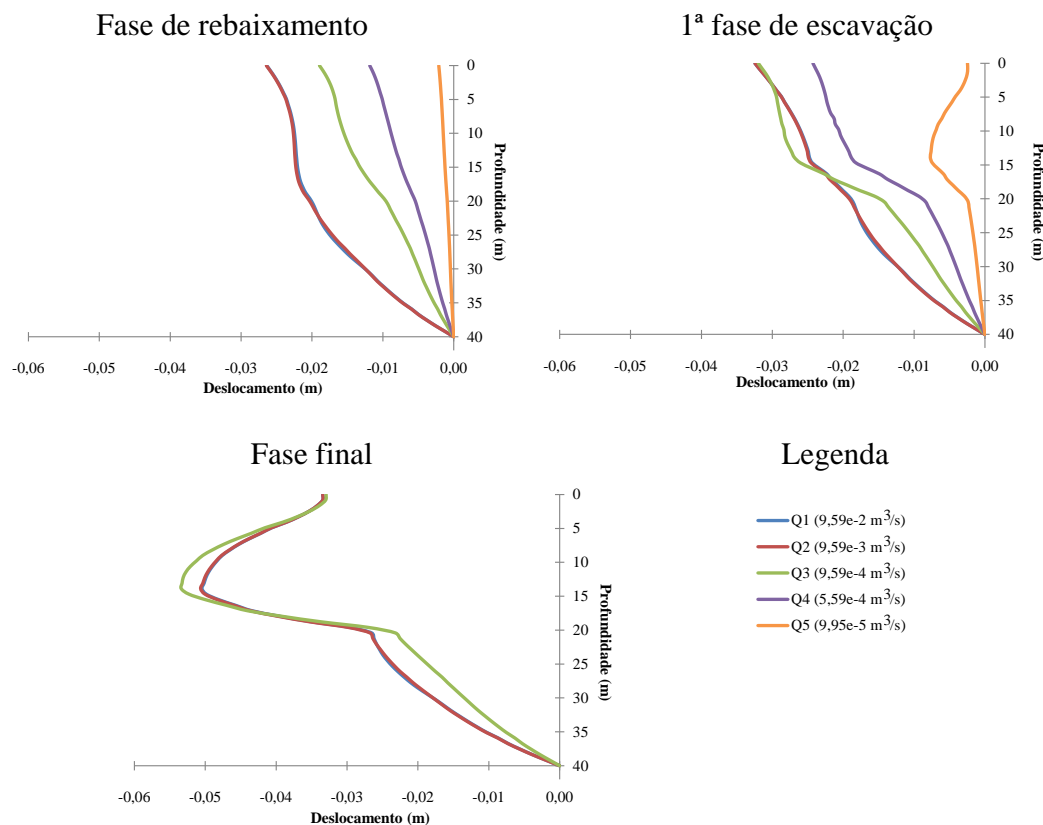 Fase de rebaixamento
0
5
10
15
20
25
30
35
40
Profundidade (m)
-0,06 -0,05 -0,04 -0,03 -0,02 -0,01 0,00
Deslocamento (m)
1ª fase de escavação
0
5
10
15
20
25
30
35
40
Profundidade (m)
-0,06 -0,05 -0,04 -0,03 -0,02 -0,01 0,00
Deslocamento (m)
Fase final
0
5
10
15
20
25
30
35
40
Profundidade (m)
-0,06 -0,05 -0,04 -0,03 -0,02 -0,01 0,00
Deslocamento (m)
Legenda
Q1 (9,59e-2 m³/s)
Q2 (9,59e-3 m³/s)
Q3 (9,59e-4 m³/s)
Q4 (5,59e-4 m³/s)
Q5 (9,95e-5 m³/s)